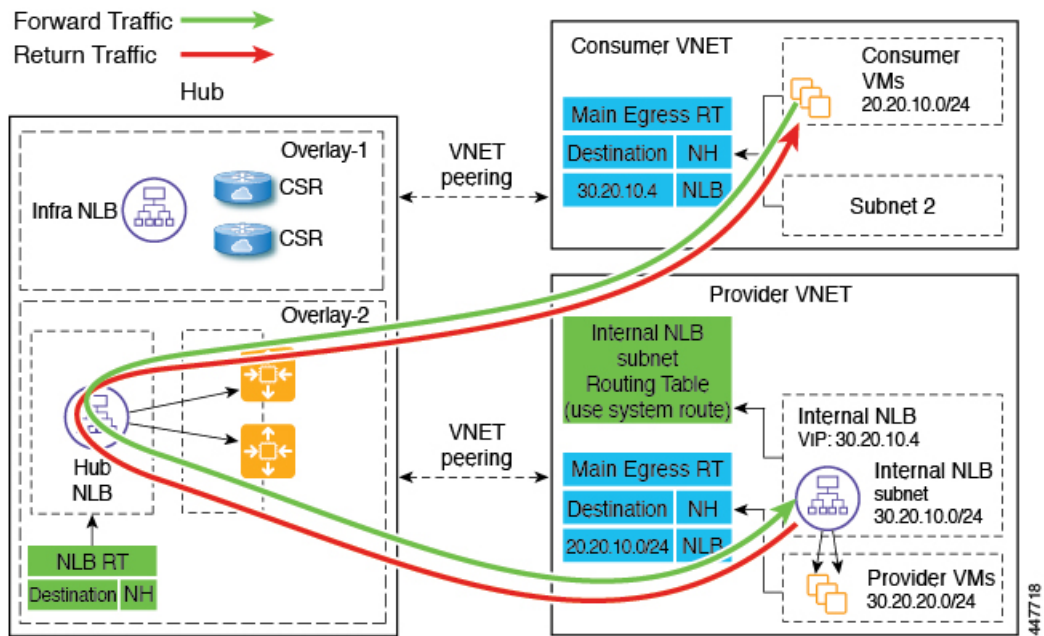 Forward Traffic
Return Traffic
Hub
Overlay-1
Infra NLB
CSR
CSR
Overlay-2
Hub
NLB
NLB RT
Destination NH
VNET
peering
VNET
peering
Consumer VNET
Main Egress RT
Destination NH
30.20.10.4 NLB
Consumer
VMs
20.20.10.0/24
Subnet 2
Provider VNET
Internal NLB
subnet
Routing Table
(use system route)
Main Egress RT
Destination NH
20.20.10.0/24 NLB
Internal NLB
VIP: 30.20.10.4
Internal NLB
subnet
30.20.10.0/24
Provider VMs
30.20.20.0/24
447718